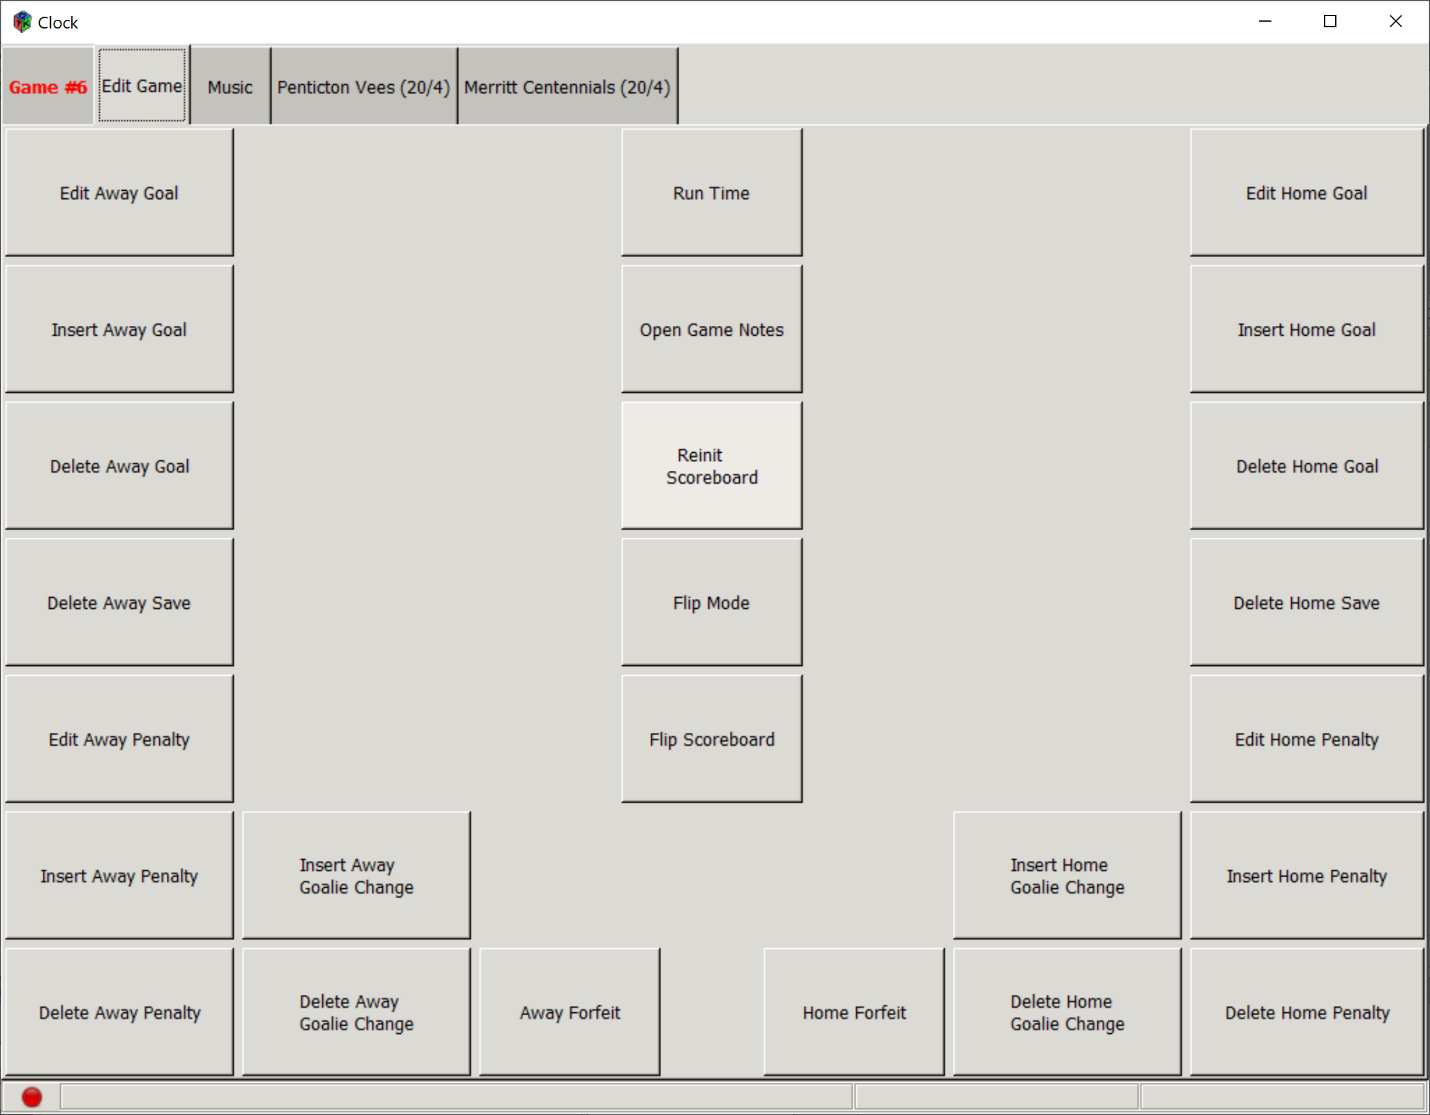 Clock
Game #6
Edit Game
Music
Penticton Vees (20/4)
Merritt Centennials (20/4)
Edit Away Goal
Run Time
Edit Home Goal
Insert Away Goal
Open Game Notes
Insert Home Goal
Delete Away Goal
Reinit
Scoreboard
Delete Home Goal
Delete Away Save
Flip Mode
Delete Home Save
Edit Away Penalty
Flip Scoreboard
Edit Home Penalty
Insert Away Penalty
Insert Away
Goalie Change
Insert Home
Goalie Change
Insert Home Penalty
Delete Away Penalty
Delete Away
Goalie Change
Away Forfeit
Home Forfeit
Delete Home
Goalie Change
Delete Home Penalty